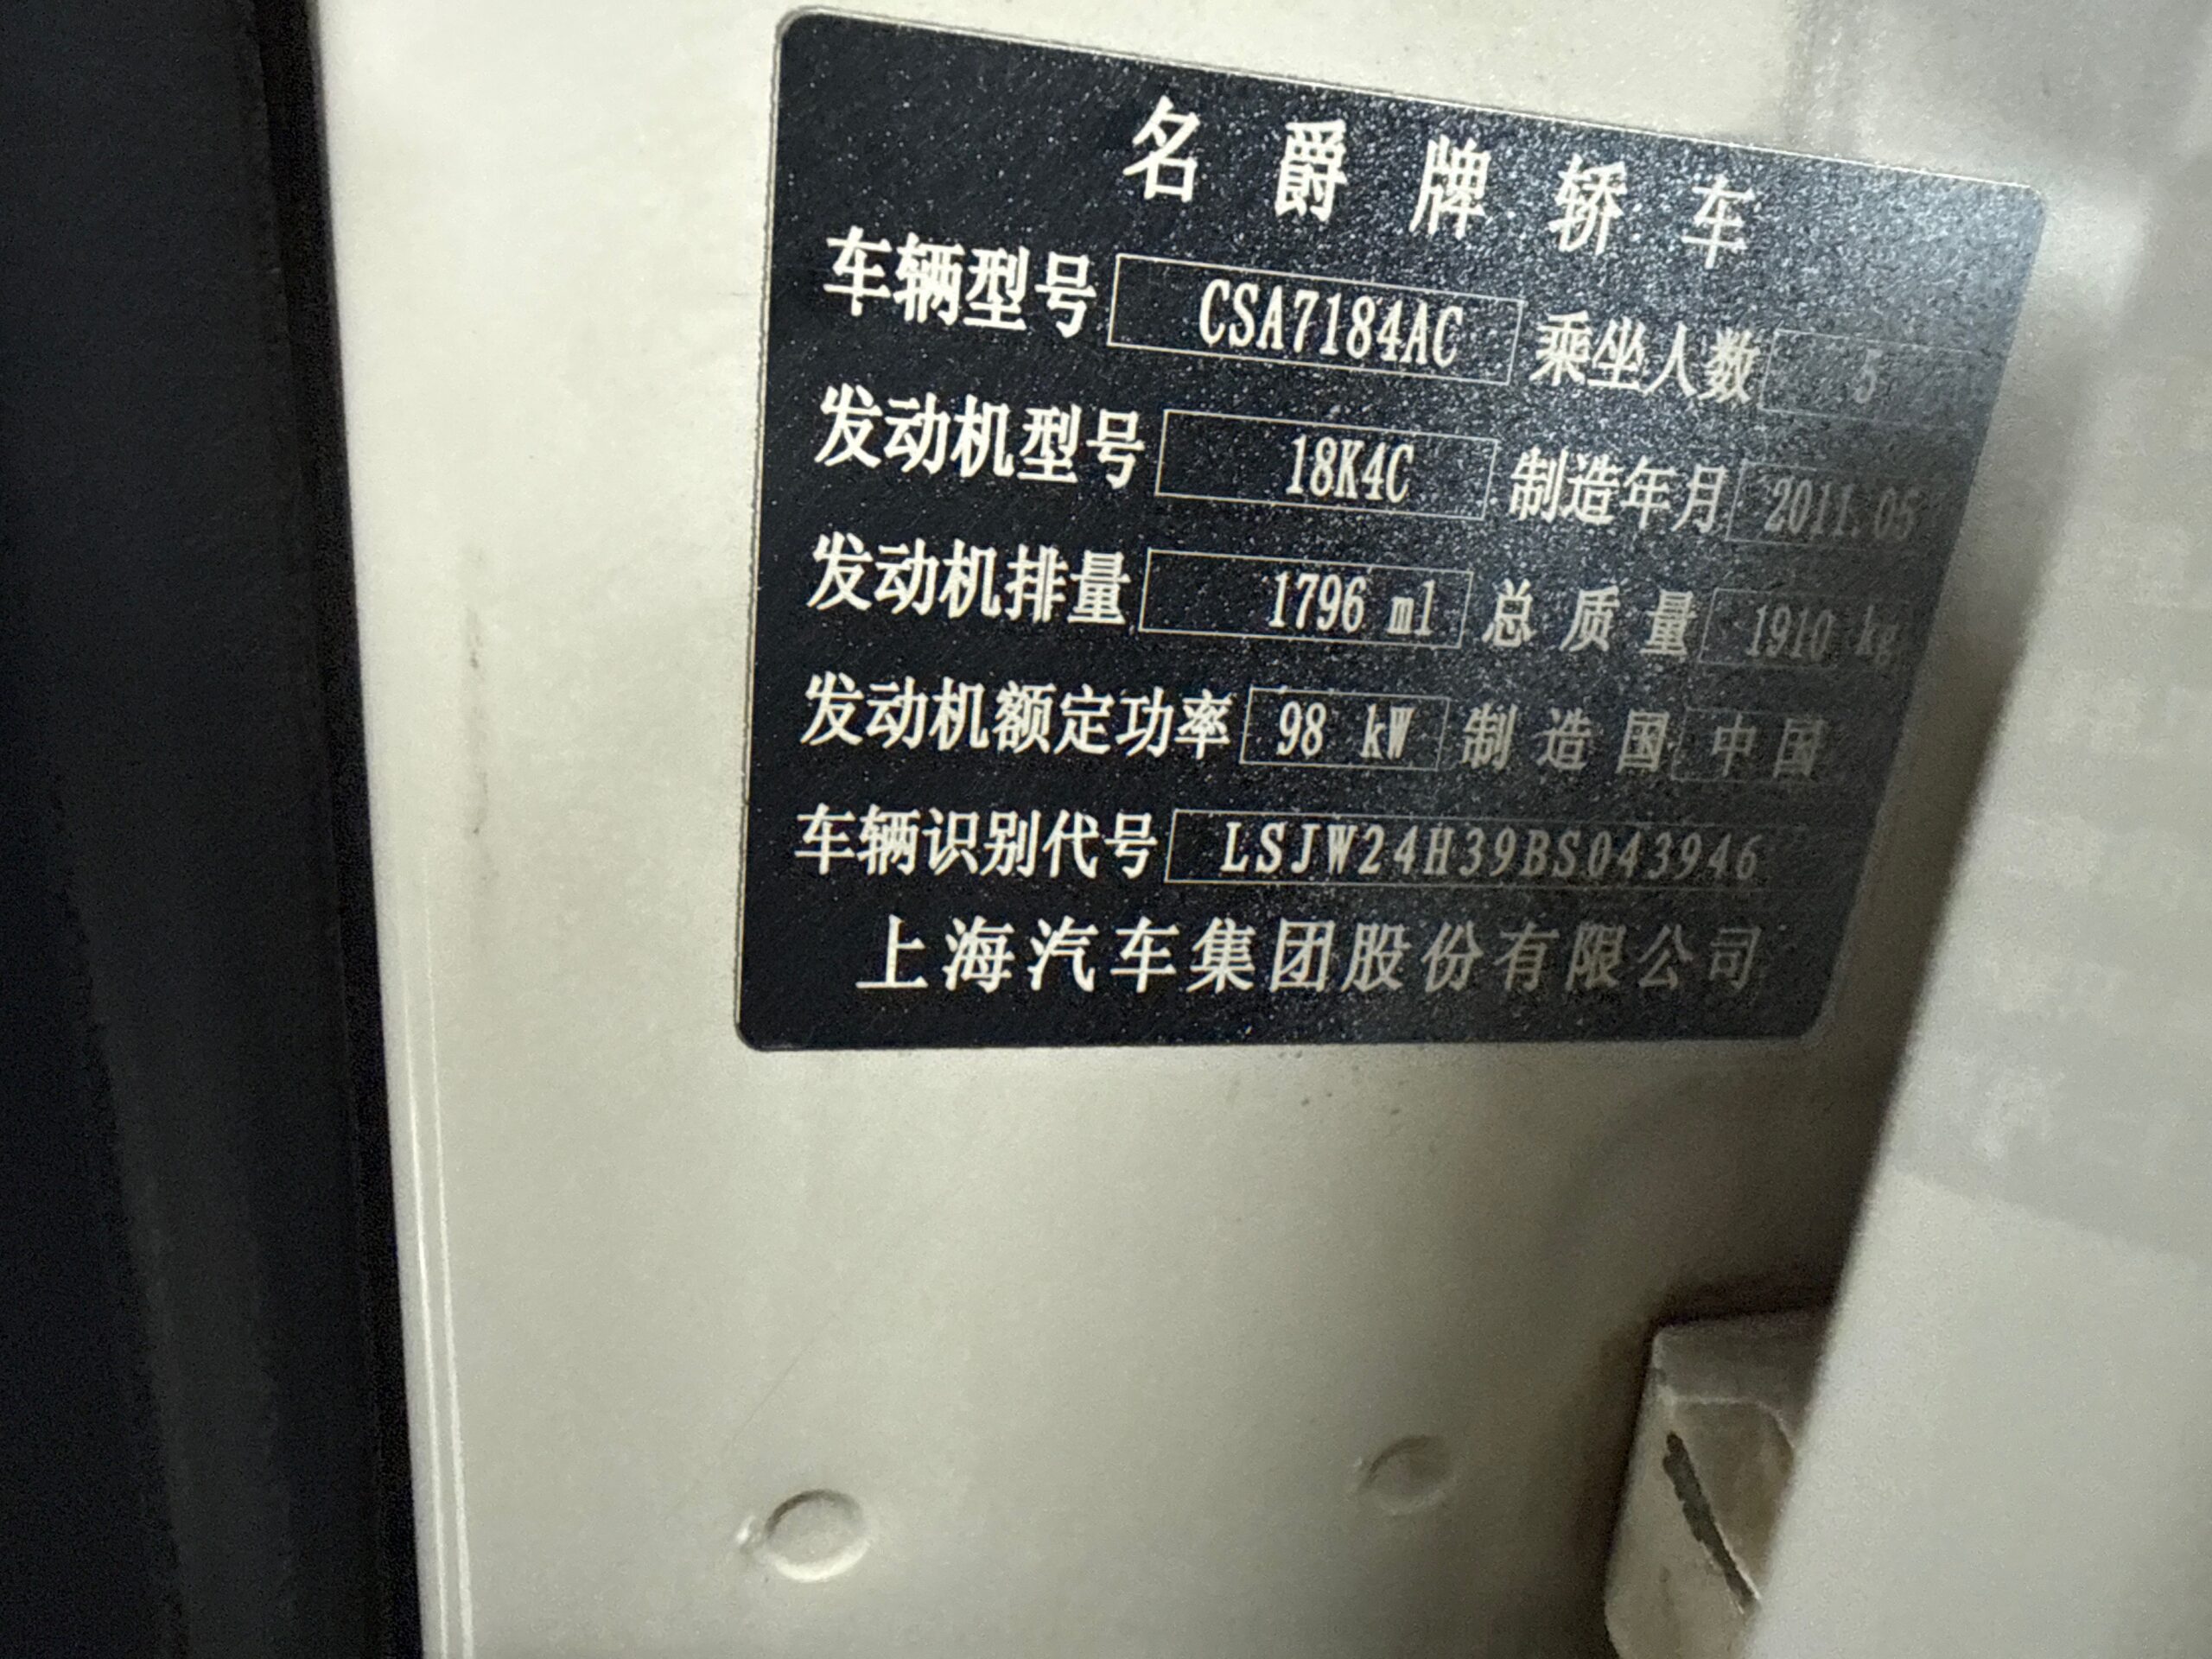 名爵牌轿车
车辆型号 CSA7184AC 乘坐人数 5
发动机型号 18K4C 制造年月 2011.05
发动机排量 1796 ml 总质量 1910 kg
发动机额定功率 98 kW 制造国 中国
车辆识别代号 LSJW24H39BS043946
上海汽车集团股份有限公司